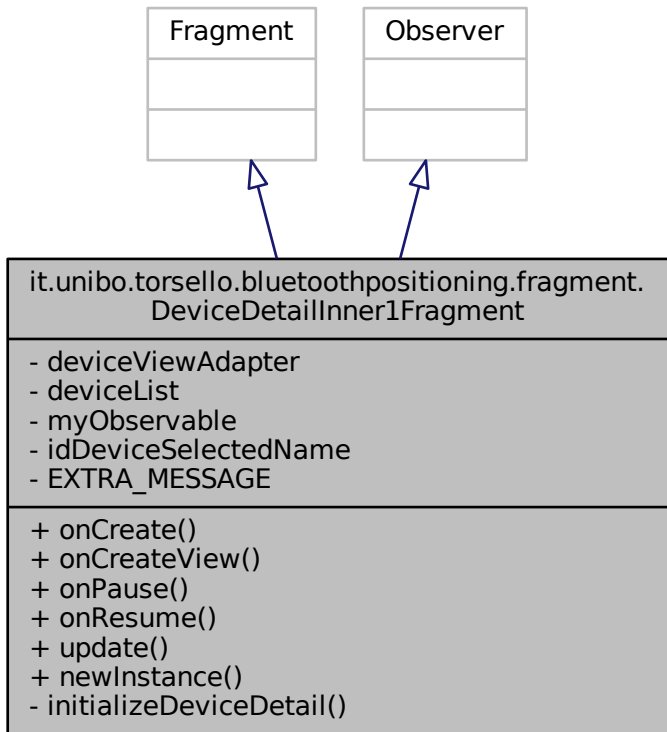 Fragment
Observer
it.unibo.torsello.bluetoothpositioning.fragment.
DeviceDetailInner1Fragment
- deviceViewAdapter
- deviceList
- myObservable
- idDeviceSelectedName
- EXTRA_MESSAGE
+ onCreate()
+ onCreateView()
+ onPause()
+ onResume()
+ update()
+ newInstance()
- initializeDeviceDetail()